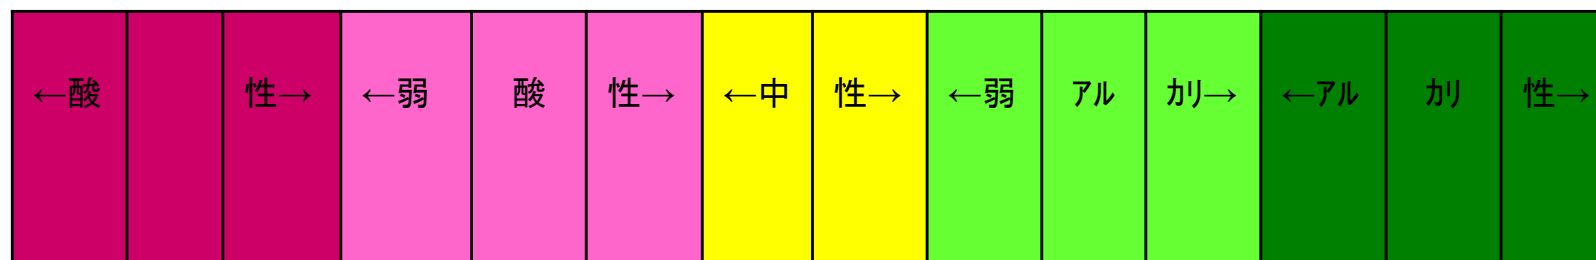 ←酸 性→ ←弱 酸 性→ ←中 性→ ←弱 アル カリ→ ←アル カリ 性→